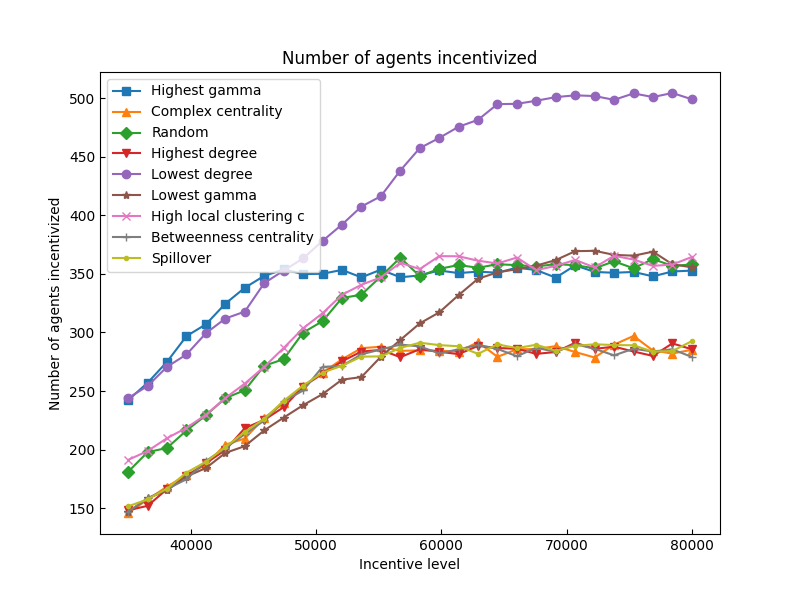 Number of agents incentivized
Highest gamma
Complex centrality
Random
Highest degree
Lowest degree
Lowest gamma
High local clustering c
Betweenness centrality
Spillover
500
450
400
350
300
250
200
150
Number of agents incentivized
40000 50000 60000 70000 80000
Incentive level